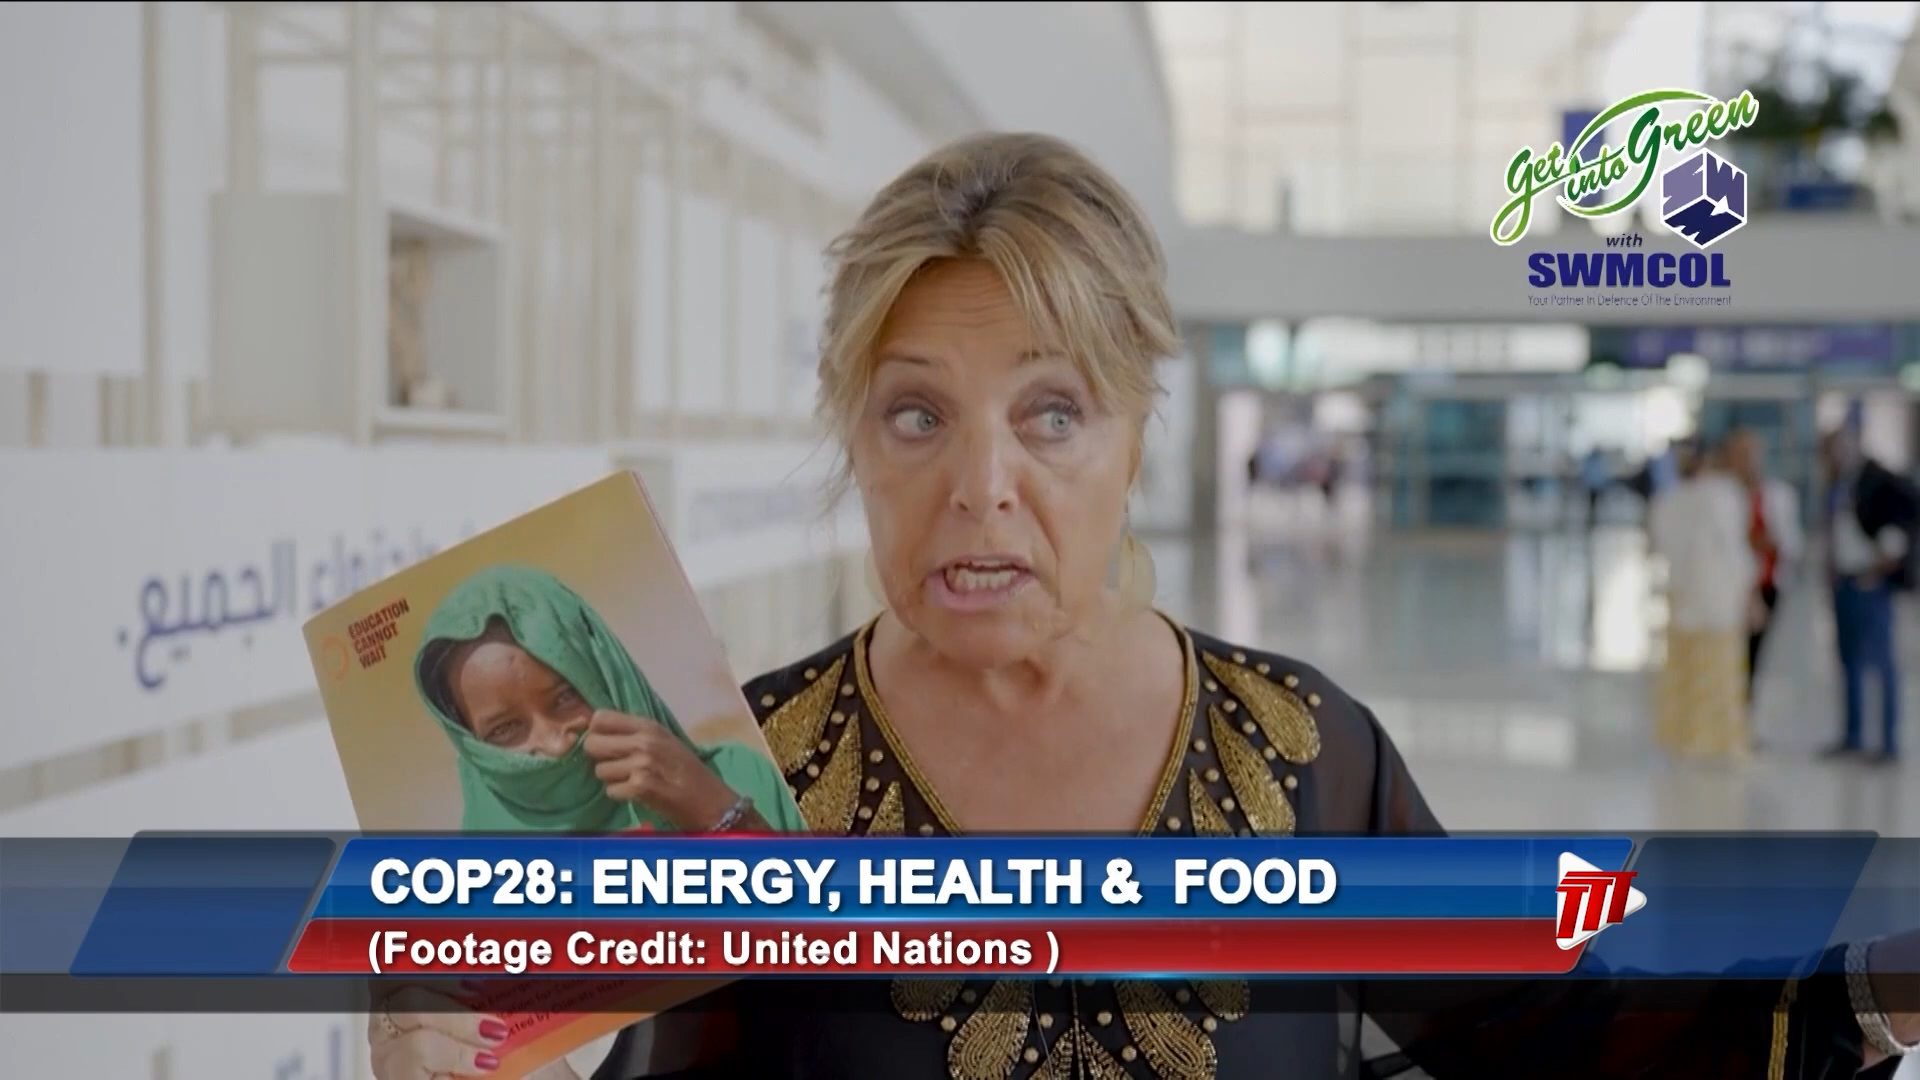 Get into Green
with
SWMCOL
Your Partner In Defence Of The Environment
الجميع.
EDUCATION
CANNOT
WAIT
COP28: ENERGY, HEALTH & FOOD
TTT
(Footage Credit: United Nations )